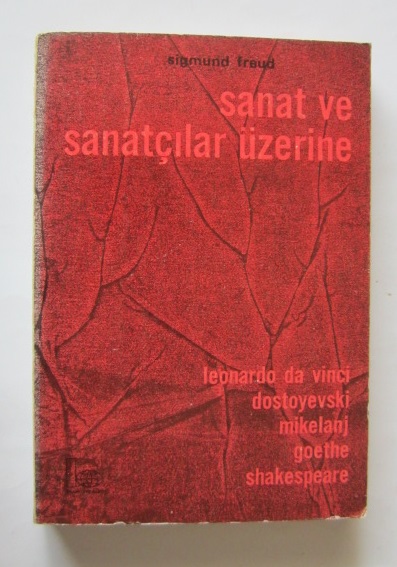 sigmund freud
sanat ve
sanatçılar üzerine
leonardo da vinci
dostoyevski
mikelanj
goethe
shakespeare